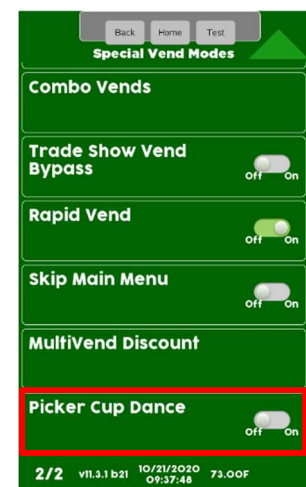 Back Home Test
Special Vend Modes
Combo Vends
Trade Show Vend
Bypass
Off On
Rapid Vend
Off On
Skip Main Menu
Off On
MultiVend Discount
Picker Cup Dance
Off On
2/2 v11.3.1 b21 10/21/2020 73.00F
09:37:48